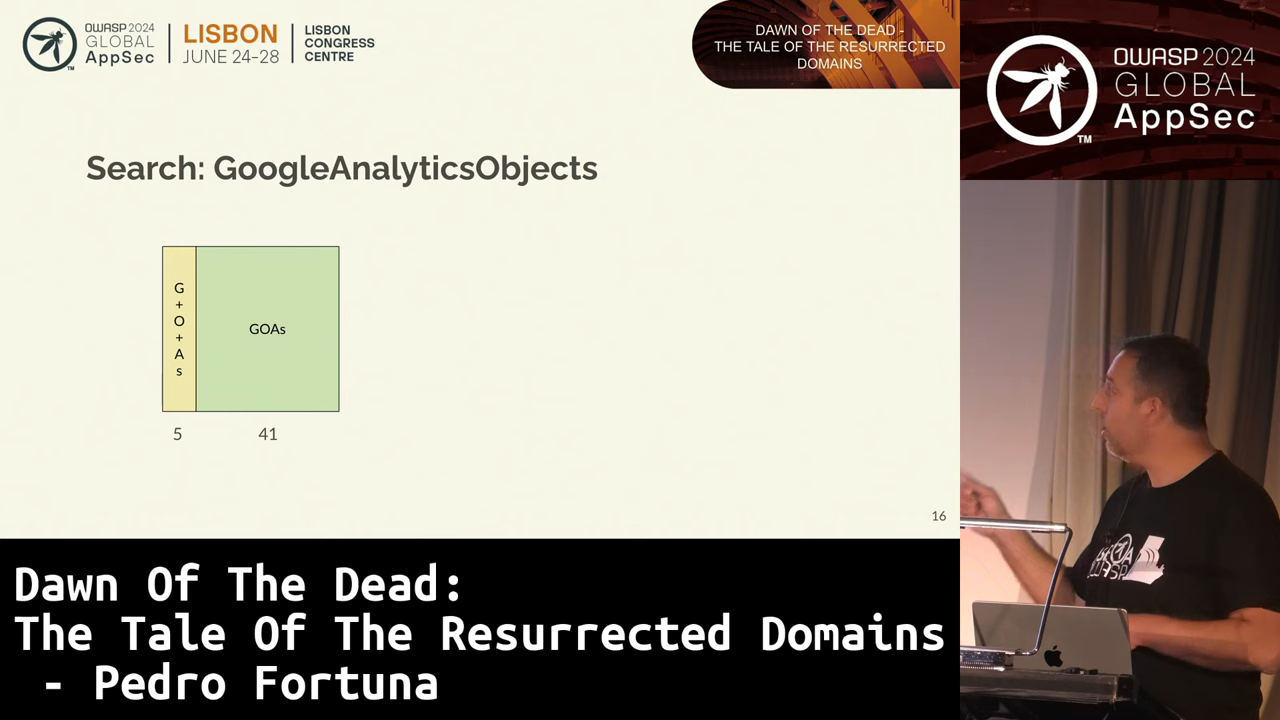 OWASP 2024
GLOBAL
AppSec
TM
LISBON
JUNE 24-28
LISBON
CONGRESS
CENTRE
DAWN OF THE DEAD -
THE TALE OF THE RESURRECTED
DOMAINS
OWASP 2024
GLOBAL
AppSec
TM
Search: GoogleAnalyticsObjects
G
+
O
+
A
s
GOAs
5
41
16
Dawn Of The Dead:
The Tale Of The Resurrected Domains
- Pedro Fortuna